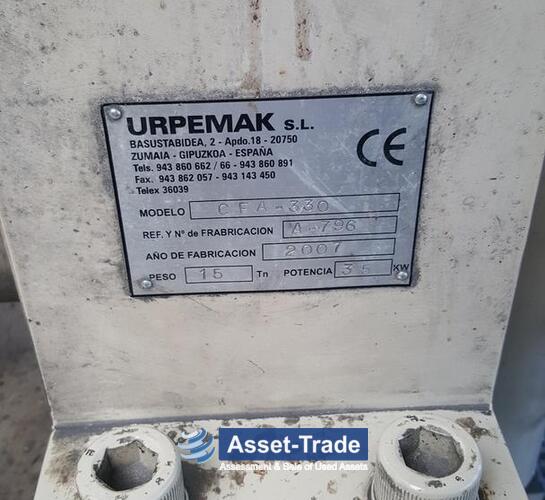 URPEMAK S.L.
BASUSTABIDEA, 2 - Apdo.18 - 20750
ZUMAIA - GIPUZKOA - ESPAÑA
Tels. 943 860 662 / 66 - 943 860 891
Fax. 943 862 057 - 943 143 450
Telex 36039
CE
MODELO CFA-330
REF. Y Nº de FRABRICACION A-796
AÑO DE FABRICACION 2007
PESO 15 Tn POTENCIA 35 KW
Asset-Trade
Assessment & Sale of Used Assets